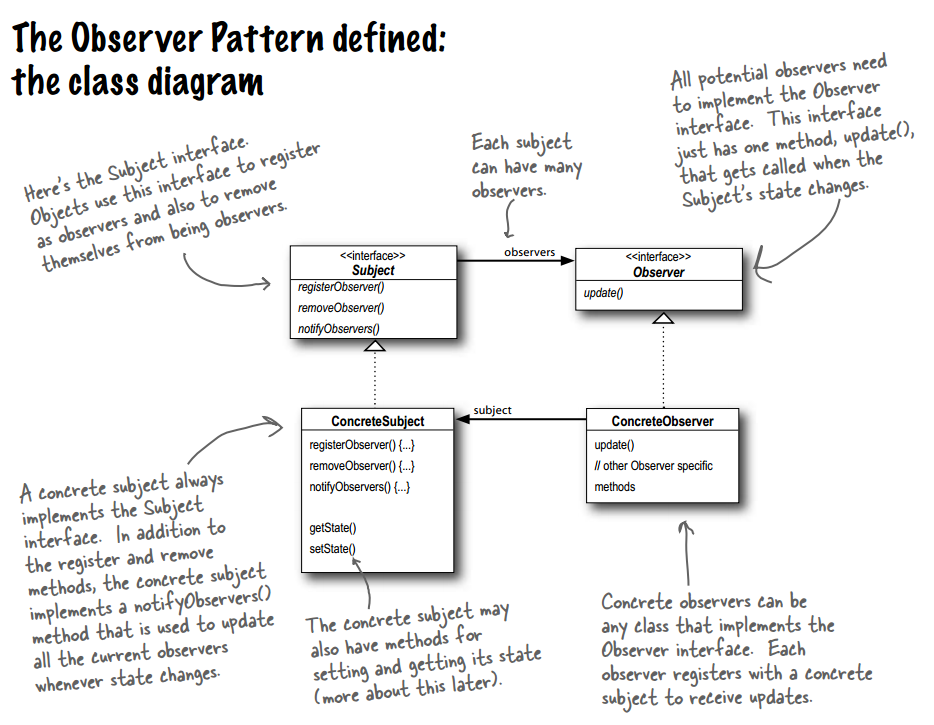 The Observer Pattern defined:
the class diagram
Here's the Subject interface.
Objects use this interface to register
as observers and also to remove
themselves from being observers.
Each subject
can have many
observers.
All potential observers need
to implement the Observer
interface. This interface
just has one method, update(),
that gets called when the
Subject's state changes.
<<interface>>
Subject
registerObserver()
removeObserver()
notifyObservers()
observers
<<interface>>
Observer
update()
ConcreteSubject
registerObserver() {...}
removeObserver() {...}
notifyObservers() {...}
getState()
setState()
subject
ConcreteObserver
update()
// other Observer specific
methods
A concrete subject always
implements the Subject
interface. In addition to
the register and remove
methods, the concrete subject
implements a notifyObservers()
method that is used to update
all the current observers
whenever state changes.
The concrete subject may
also have methods for
setting and getting its state
(more about this later).
Concrete observers can be
any class that implements the
Observer interface. Each
observer registers with a concrete
subject to receive updates.